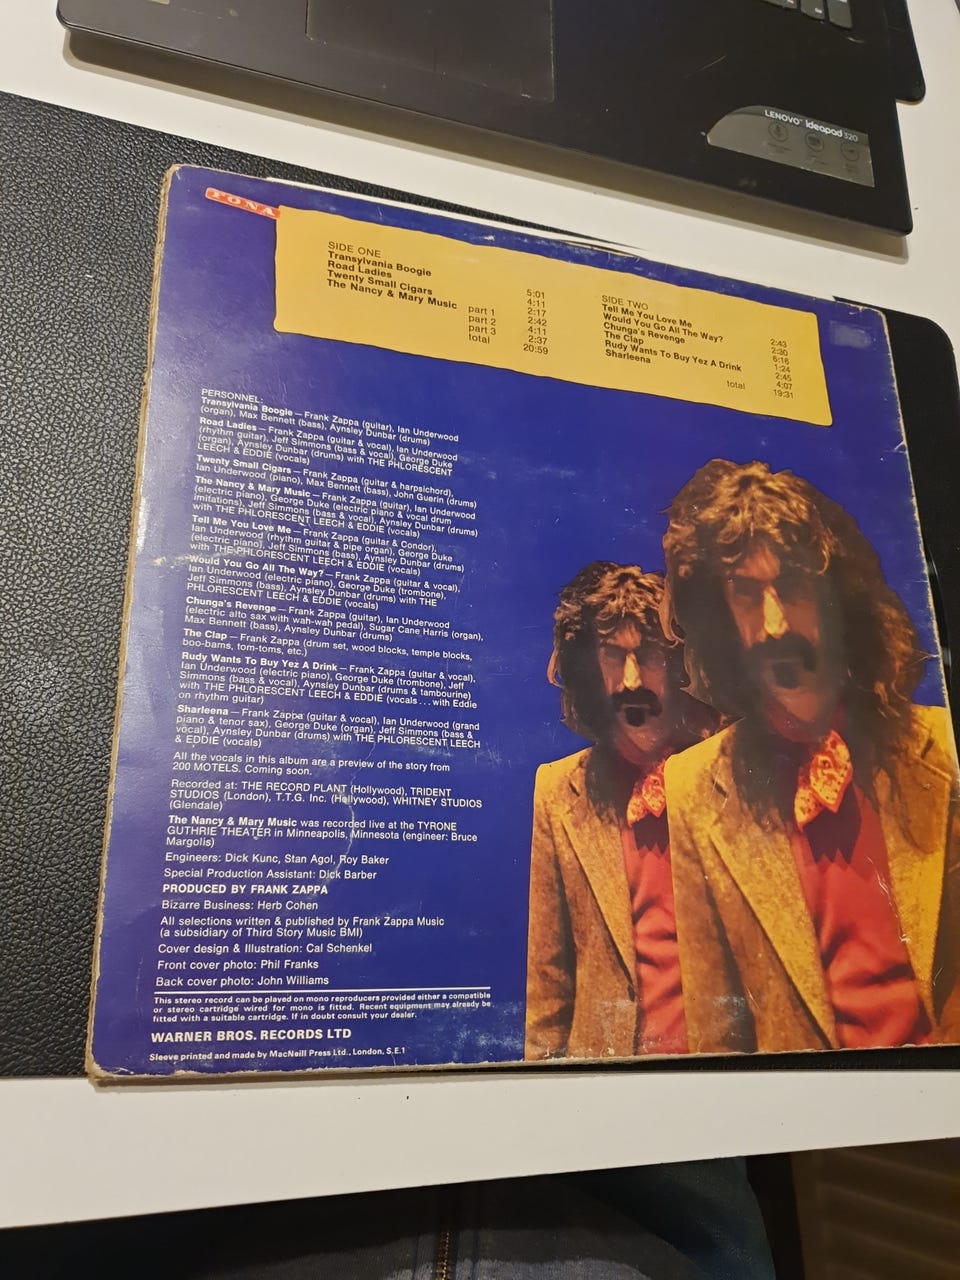 LENOVO ideapad 320
PONA
SIDE ONE
Transylvania Boogie 5:01
Road Ladies 4:11
Twenty Small Cigars 2:17
The Nancy & Mary Music part 1 2:42
part 2 4:11
part 3 2:37
total 20:59
SIDE TWO
Tell Me You Love Me 2:43
Would You Go All The Way? 2:30
Chunga's Revenge 6:16
The Clap 1:24
Rudy Wants To Buy Yez A Drink 2:45
Sharleena 4:07
total 19:31
PERSONNEL:
Transylvania Boogie — Frank Zappa (guitar), Ian Underwood
(organ), Max Bennett (bass), Aynsley Dunbar (drums)
Road Ladies — Frank Zappa (guitar & vocal), Ian Underwood
(rhythm guitar), Jeff Simmons (bass & vocal), George Duke
(organ), Aynsley Dunbar (drums) with THE PHLORESCENT
LEECH & EDDIE (vocals)
Twenty Small Cigars — Frank Zappa (guitar & harpsichord),
Ian Underwood (piano), Max Bennett (bass), John Guerin (drums)
The Nancy & Mary Music — Frank Zappa (guitar), Ian Underwood
(electric piano), George Duke (electric piano & vocal drum
imitations), Jeff Simmons (bass & vocal), Aynsley Dunbar (drums)
with THE PHLORESCENT LEECH & EDDIE (vocals)
Tell Me You Love Me — Frank Zappa (guitar & Condor),
Ian Underwood (rhythm guitar & pipe organ), George Duke
(electric piano), Jeff Simmons (bass), Aynsley Dunbar (drums)
with THE PHLORESCENT LEECH & EDDIE (vocals)
Would You Go All The Way? — Frank Zappa (guitar & vocal),
Ian Underwood (electric piano), George Duke (trombone),
Jeff Simmons (bass), Aynsley Dunbar (drums) with THE
PHLORESCENT LEECH & EDDIE (vocals)
Chunga's Revenge — Frank Zappa (guitar), Ian Underwood
(electric alto sax with wah-wah pedal), Sugar Cane Harris (organ),
Max Bennett (bass), Aynsley Dunbar (drums)
The Clap — Frank Zappa (drum set, wood blocks, temple blocks,
boo-bams, tom-toms, etc.)
Rudy Wants To Buy Yez A Drink — Frank Zappa (guitar & vocal),
Ian Underwood (electric piano), George Duke (trombone), Jeff
Simmons (bass & vocal), Aynsley Dunbar (drums & tambourine)
with THE PHLORESCENT LEECH & EDDIE (vocals ... with Eddie
on rhythm guitar)
Sharleena — Frank Zappa (guitar & vocal), Ian Underwood (grand
piano & tenor sax), George Duke (organ), Jeff Simmons (bass &
vocal), Aynsley Dunbar (drums) with THE PHLORESCENT LEECH
& EDDIE (vocals)
All the vocals in this album are a preview of the story from
200 MOTELS. Coming soon.
Recorded at: THE RECORD PLANT (Hollywood), TRIDENT
STUDIOS (London), T.T.G. Inc. (Hollywood), WHITNEY STUDIOS
(Glendale)
The Nancy & Mary Music was recorded live at the TYRONE
GUTHRIE THEATER in Minneapolis, Minnesota (engineer: Bruce
Margolis)
Engineers: Dick Kunc, Stan Agol, Roy Baker
Special Production Assistant: Dick Barber
PRODUCED BY FRANK ZAPPA
Bizarre Business: Herb Cohen
All selections written & published by Frank Zappa Music
(a subsidiary of Third Story Music BMI)
Cover design & Illustration: Cal Schenkel
Front cover photo: Phil Franks
Back cover photo: John Williams
This stereo record can be played on mono reproducers provided either a compatible
or stereo cartridge wired for mono is fitted. Recent equipment may already be
fitted with a suitable cartridge. If in doubt consult your dealer.
WARNER BROS. RECORDS LTD
Sleeve printed and made by MacNeill Press Ltd., London, S.E.1